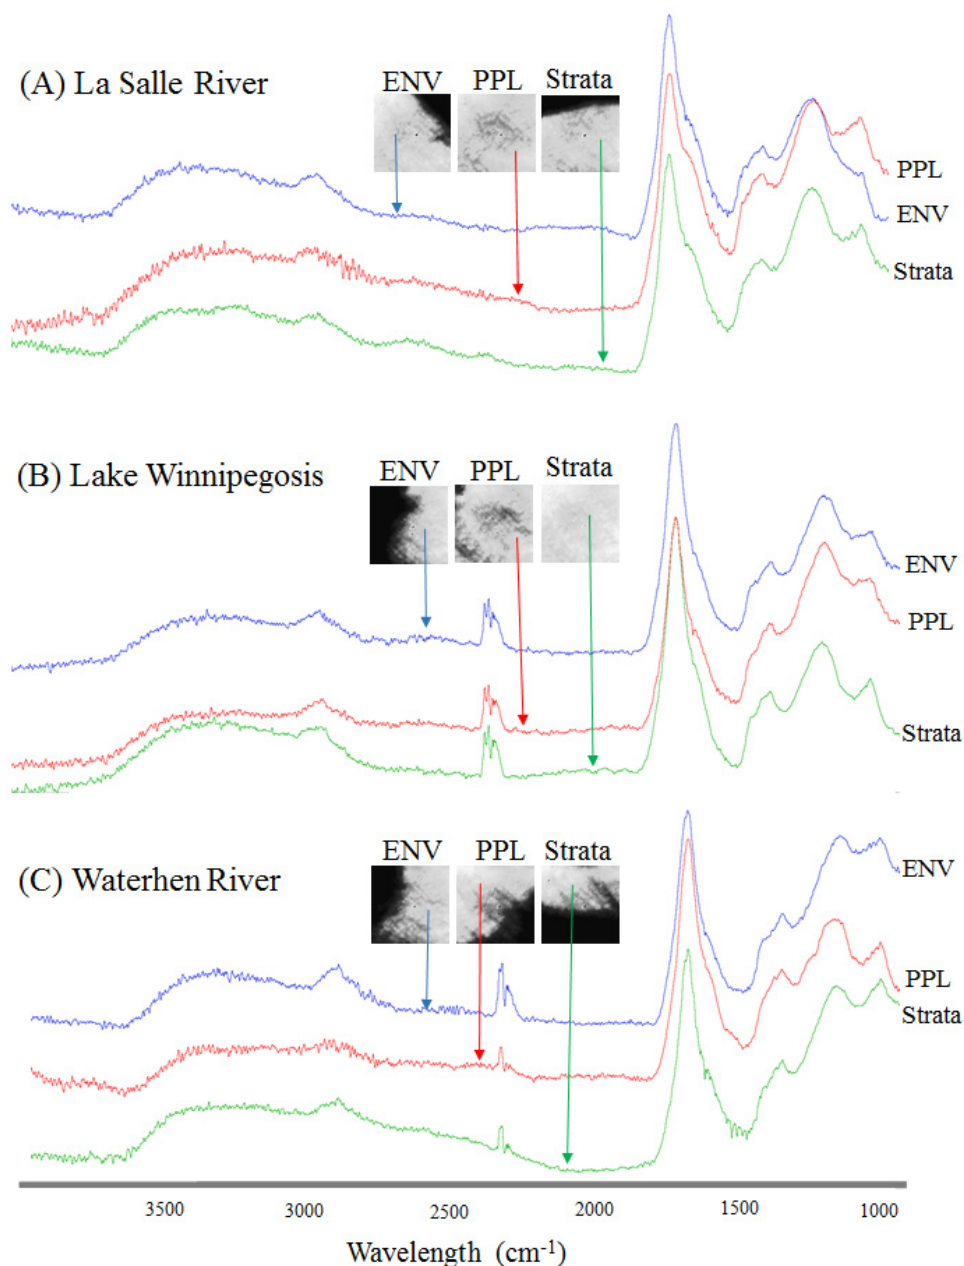 (A) La Salle River
ENV PPL Strata
PPL
ENV
Strata
(B) Lake Winnipegosis
ENV PPL Strata
ENV
PPL
Strata
(C) Waterhen River
ENV PPL Strata
ENV
PPL
Strata
3500 3000 2500 2000 1500 1000
Wavelength (cm⁻¹)